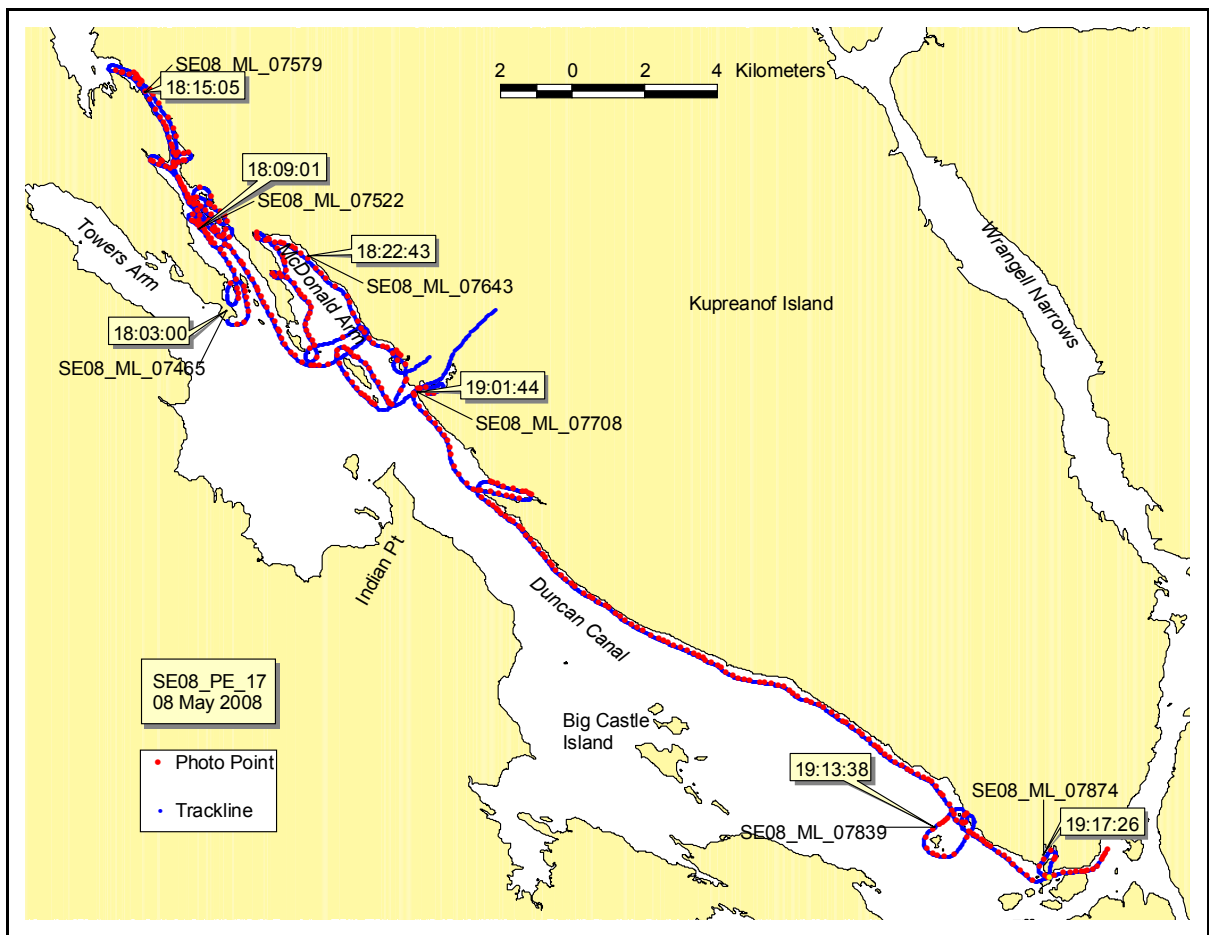 SE08_ML_07579
18:15:05
2 0 2 4 Kilometers
18:09:01
SE08_ML_07522
Towers Arm
McDonald Arm
18:22:43
SE08_ML_07643
Wrangell Narrows
Kupreanof Island
18:03:00
SE08_ML_07465
19:01:44
SE08_ML_07708
Indian Pt
Duncan Canal
SE08_PE_17
08 May 2008
Big Castle
Island
Photo Point
Trackline
19:13:38
SE08_ML_07874
19:17:26
SE08_ML_07839